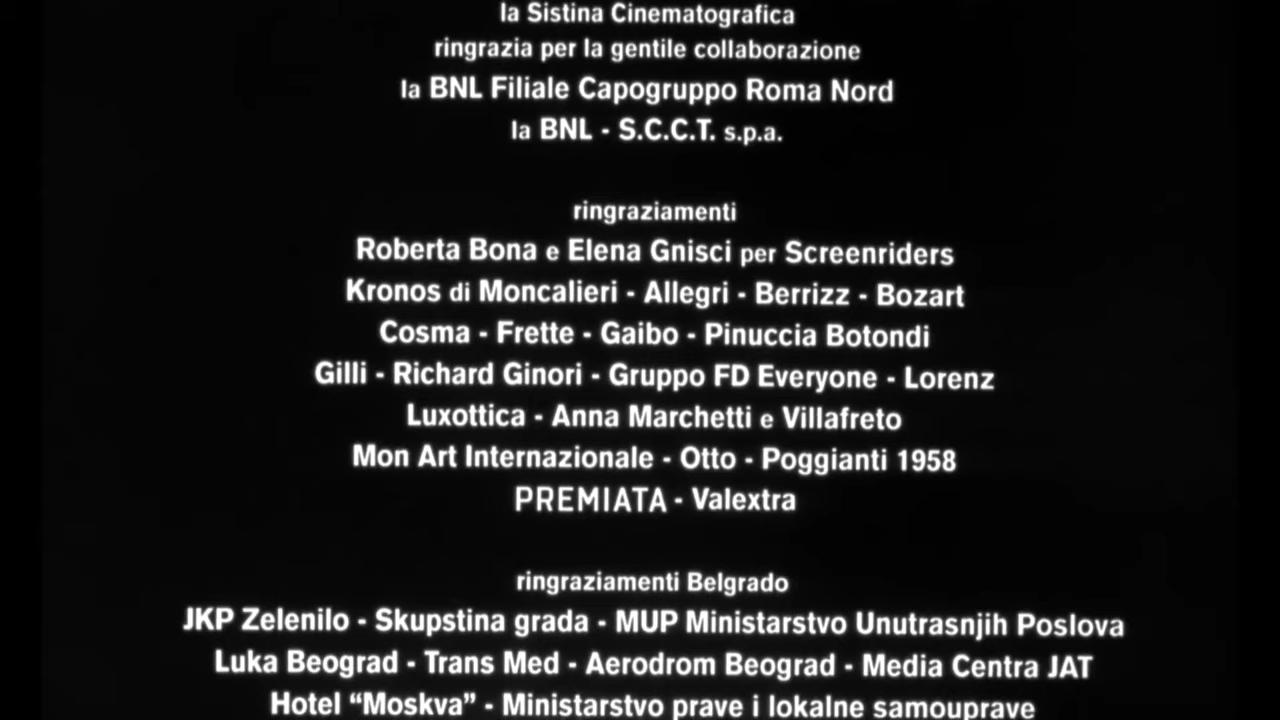 la Sistina Cinematografica
ringrazia per la gentile collaborazione
la BNL Filiale Capogruppo Roma Nord
la BNL - S.C.C.T. s.p.a.
ringraziamenti
Roberta Bona e Elena Gnisci per Screenriders
Kronos di Moncalieri - Allegri - Berrizz - Bozart
Cosma - Frette - Gaibo - Pinuccia Botondi
Gilli - Richard Ginori - Gruppo FD Everyone - Lorenz
Luxottica - Anna Marchetti e Villafreto
Mon Art Internazionale - Otto - Poggianti 1958
PREMIATA - Valextra
ringraziamenti Belgrado
JKP Zelenilo - Skupstina grada - MUP Ministarstvo Unutrasnjih Poslova
Luka Beograd - Trans Med - Aerodrom Beograd - Media Centra JAT
Hotel “Moskva” - Ministarstvo prave i lokalne samouprave